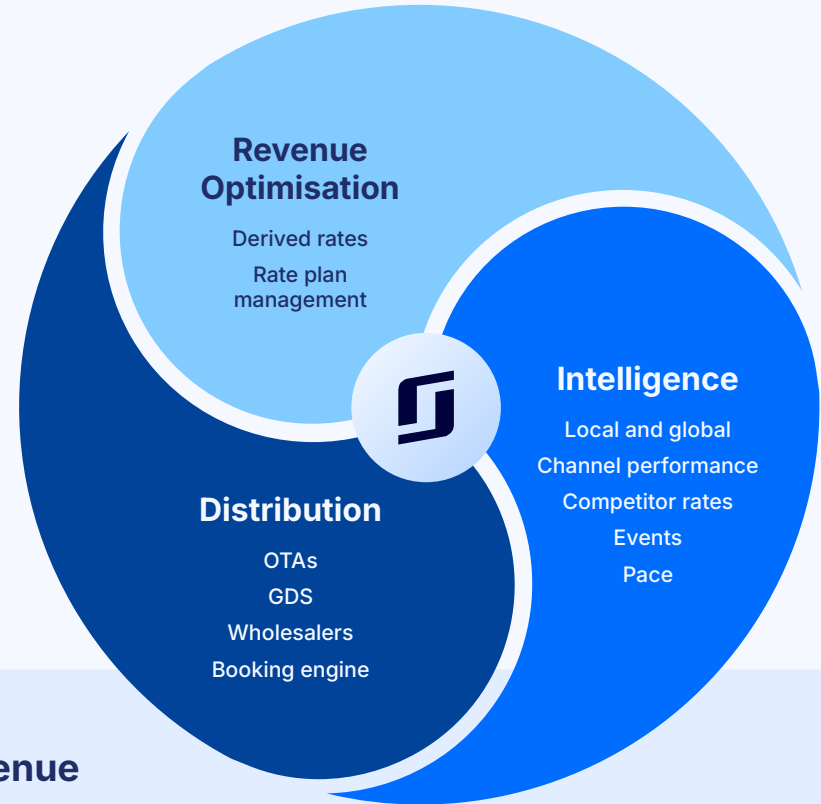 Revenue
Optimisation
Derived rates
Rate plan
management
Intelligence
Local and global
Channel performance
Competitor rates
Events
Pace
Distribution
OTAs
GDS
Wholesalers
Booking engine
enue